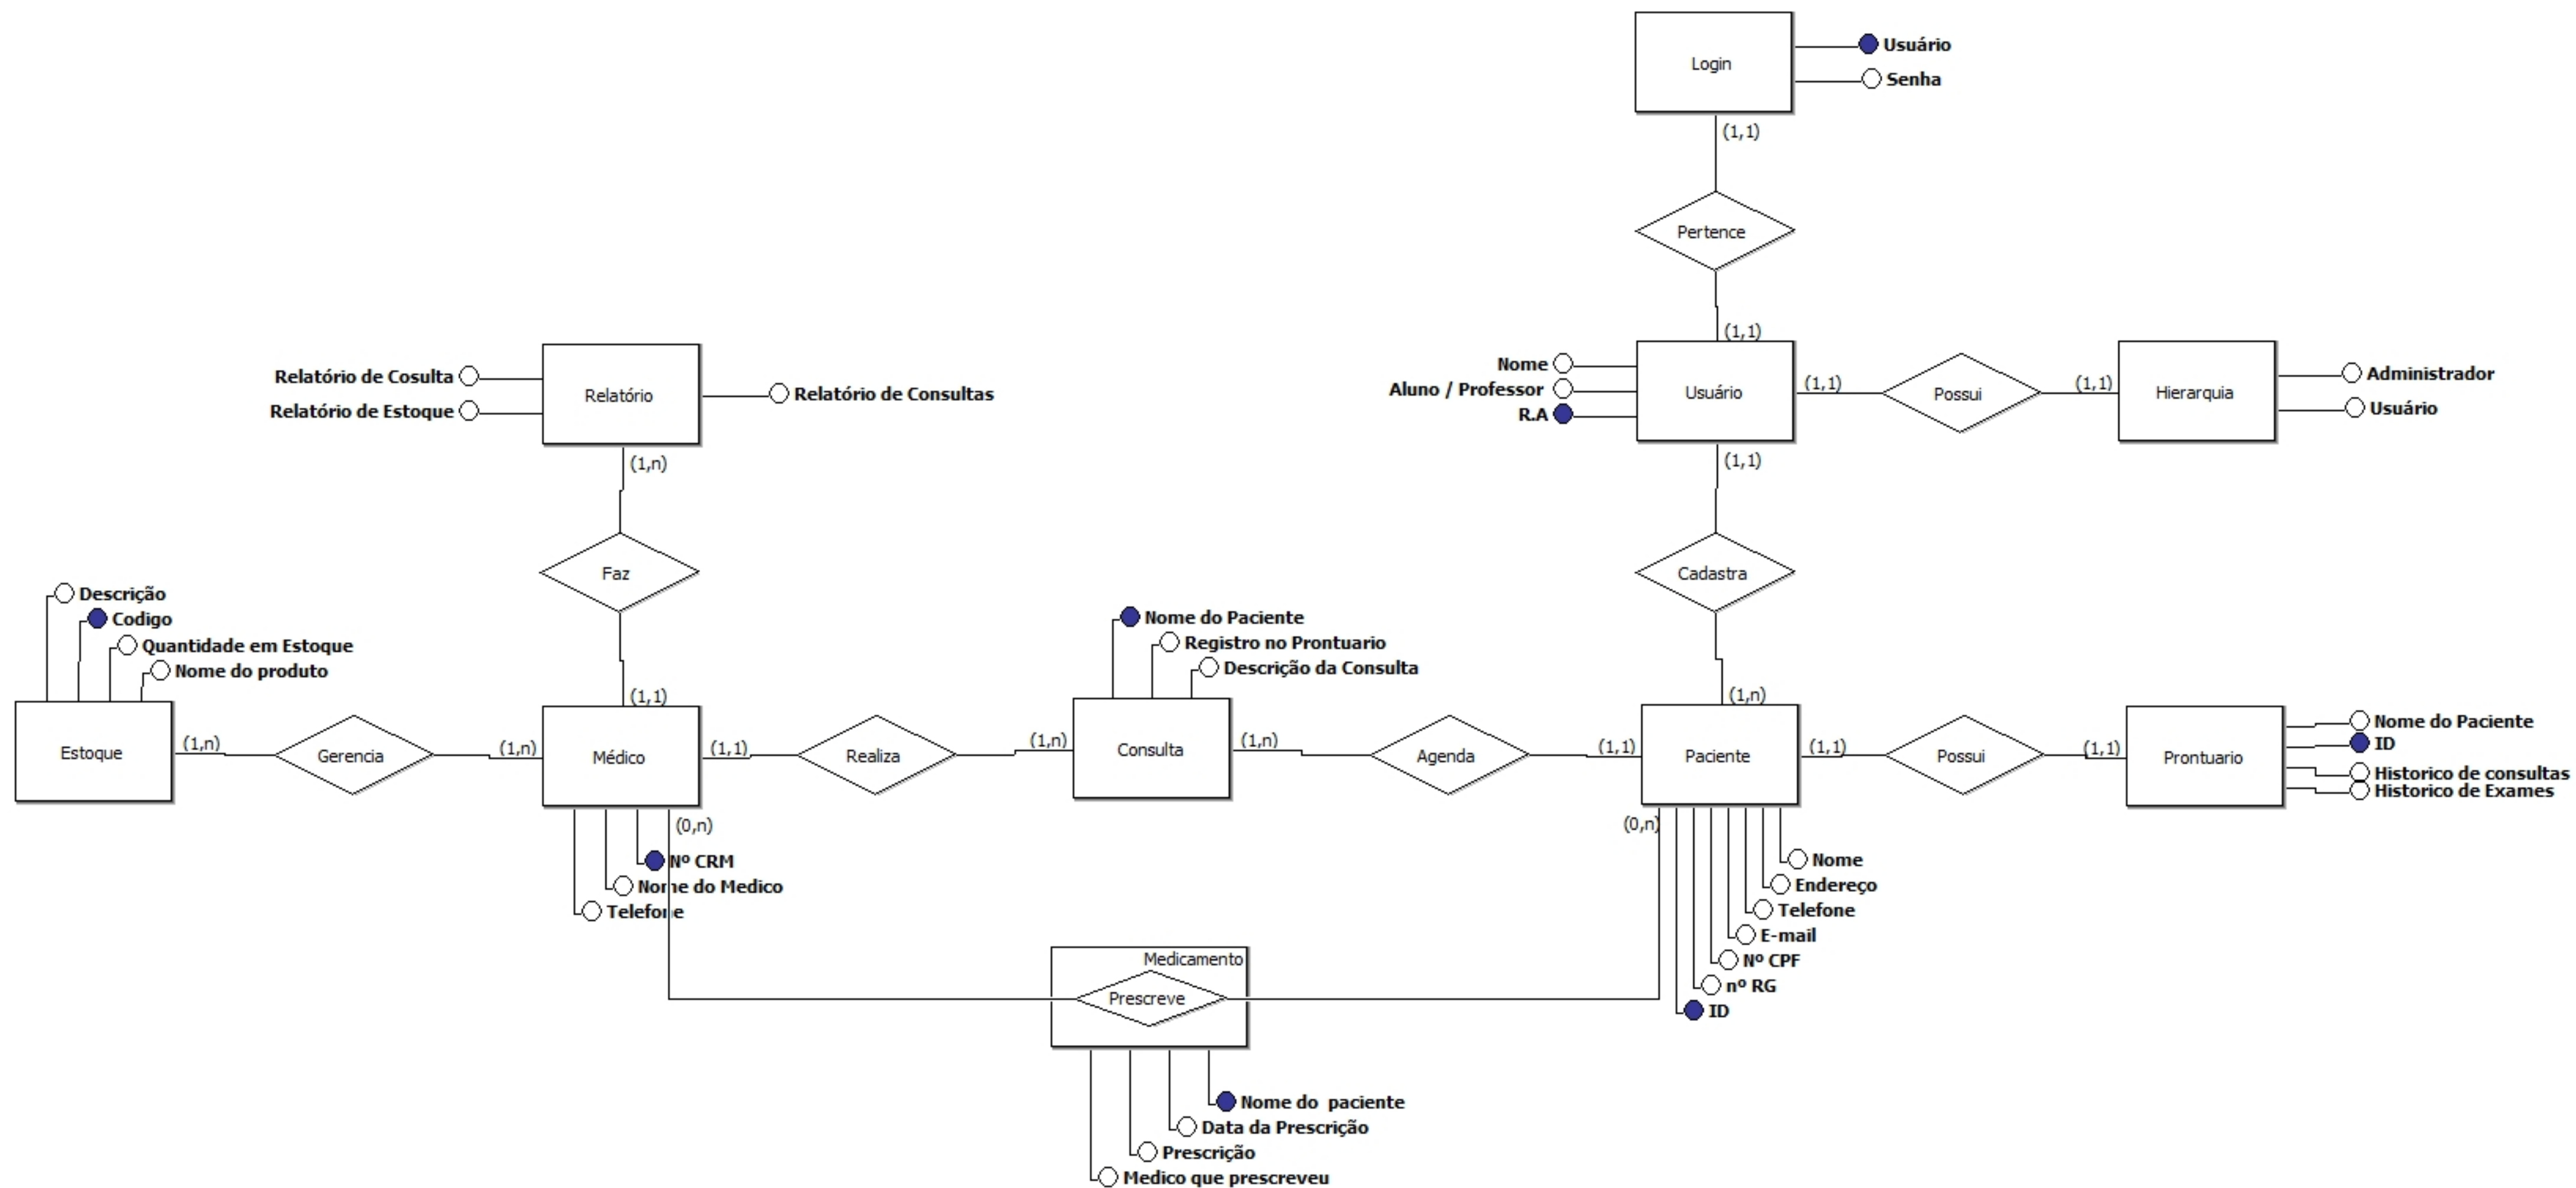 Login
Usuário
Senha
(1,1)
Pertence
(1,1)
Relatório de Cosulta
Relatório de Estoque
Relatório
Relatório de Consultas
Nome
Aluno / Professor
R.A
Usuário
(1,1)
Possui
(1,1)
Hierarquia
Administrador
Usuário
(1,n)
(1,1)
Faz
Cadastra
Descrição
Codigo
Quantidade em Estoque
Nome do produto
Nome do Paciente
Registro no Prontuario
Descrição da Consulta
(1,1)
(1,n)
Estoque
(1,n)
Gerencia
(1,n)
Médico
(1,1)
Realiza
(1,n)
Consulta
(1,n)
Agenda
(1,1)
Paciente
(1,1)
Possui
(1,1)
Prontuario
Nome do Paciente
ID
Historico de consultas
Historico de Exames
(0,n)
(0,n)
Nº CRM
Nome do Medico
Telefone
Nome
Endereço
Telefone
E-mail
Nº CPF
nº RG
ID
Medicamento
Prescreve
Nome do  paciente
Data da Prescrição
Prescrição
Medico que prescreveu